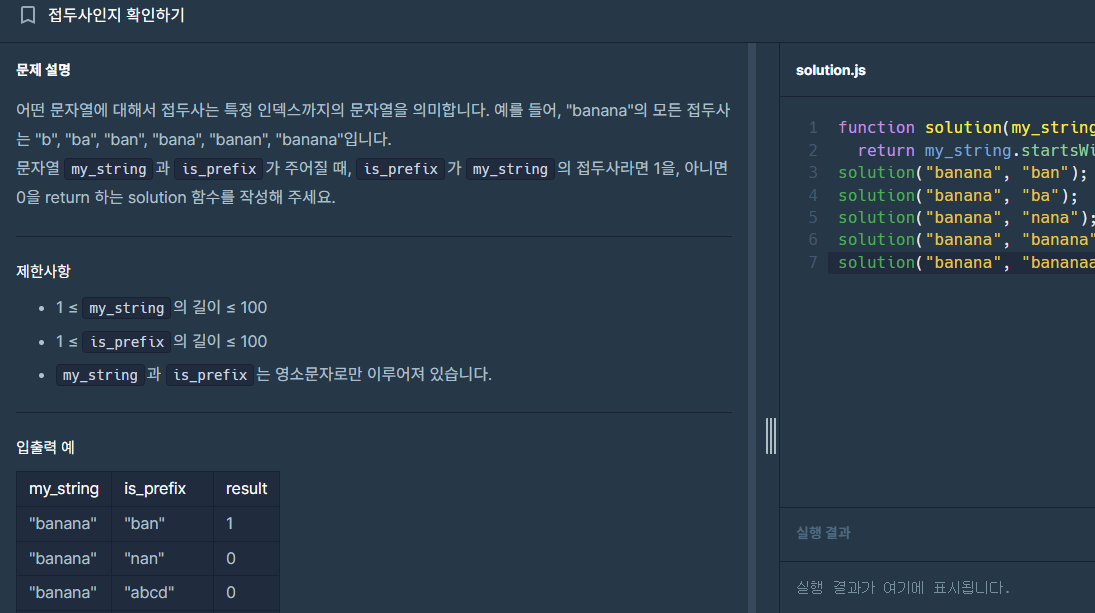 접두사인지 확인하기
문제 설명
어떤 문자열에 대해서 접두사는 특정 인덱스까지의 문자열을 의미합니다. 예를 들어, "banana"의 모든 접두사
는 "b", "ba", "ban", "bana", "banan", "banana"입니다.
문자열 my_string 과 is_prefix 가 주어질 때, is_prefix 가 my_string 의 접두사라면 1을, 아니면
0을 return 하는 solution 함수를 작성해 주세요.
제한사항
1 ≤ my_string 의 길이 ≤ 100
1 ≤ is_prefix 의 길이 ≤ 100
my_string 과 is_prefix 는 영소문자로만 이루어져 있습니다.
입출력 예
my_string is_prefix result
"banana" "ban" 1
"banana" "nan" 0
"banana" "abcd" 0
solution.js
1 function solution(my_string
2 return my_string.startsWi
3 solution("banana", "ban");
4 solution("banana", "ba");
5 solution("banana", "nana");
6 solution("banana", "banana"
7 solution("banana", "bananaa
실행 결과
실행 결과가 여기에 표시됩니다.